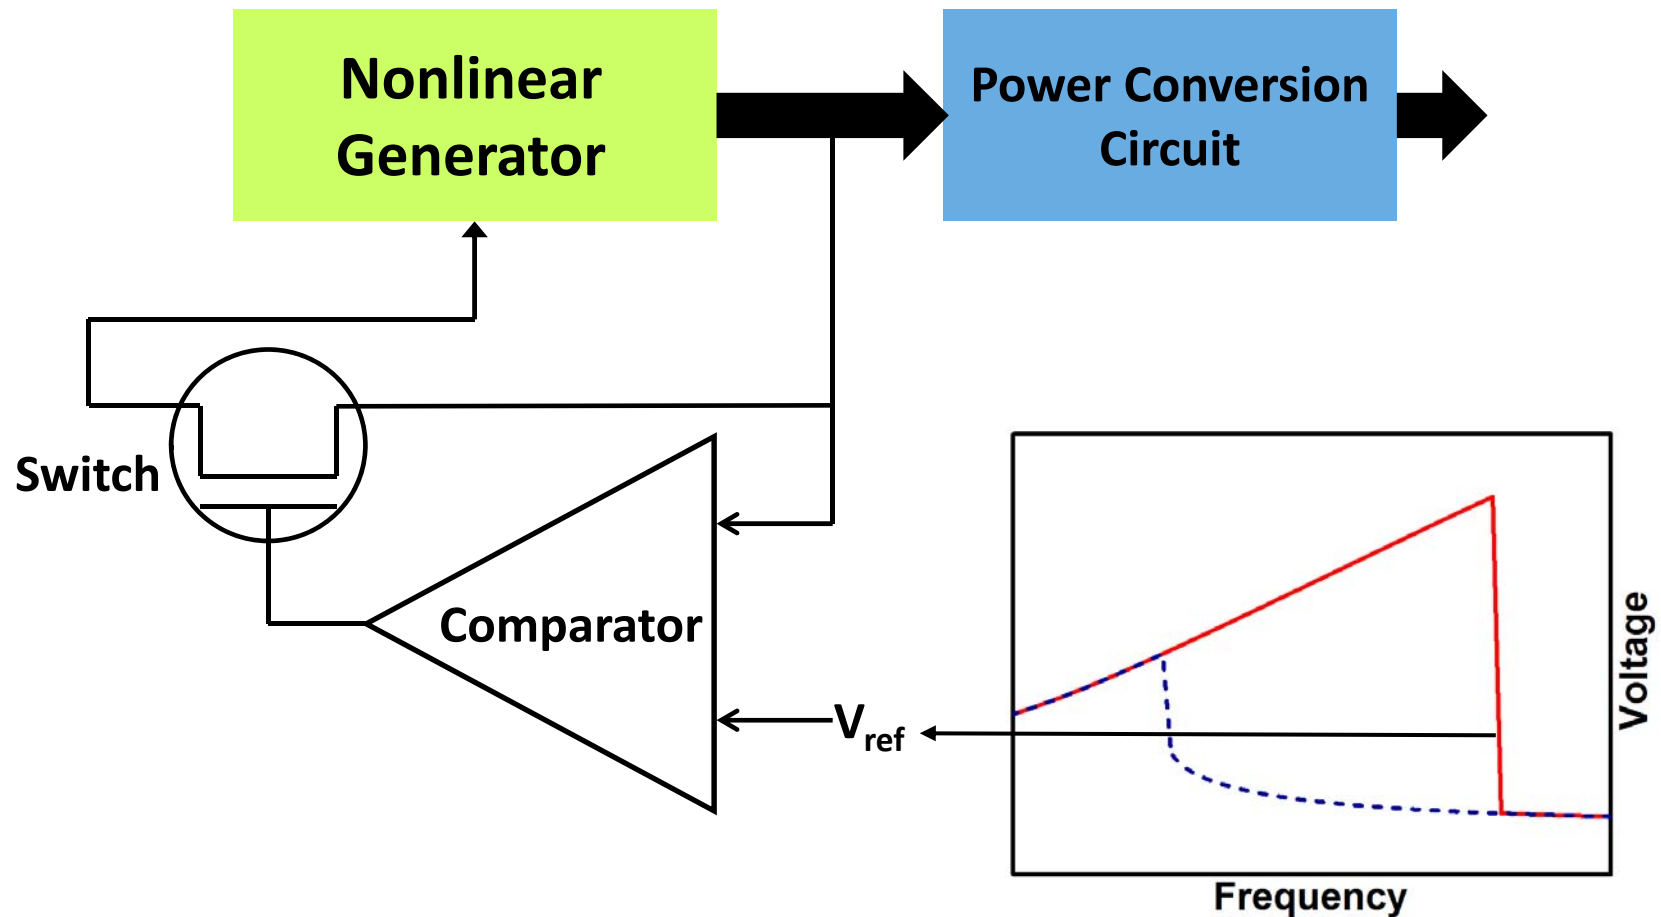 Nonlinear
Generator
Power Conversion
Circuit
Switch
Comparator
Vref
Voltage
Frequency